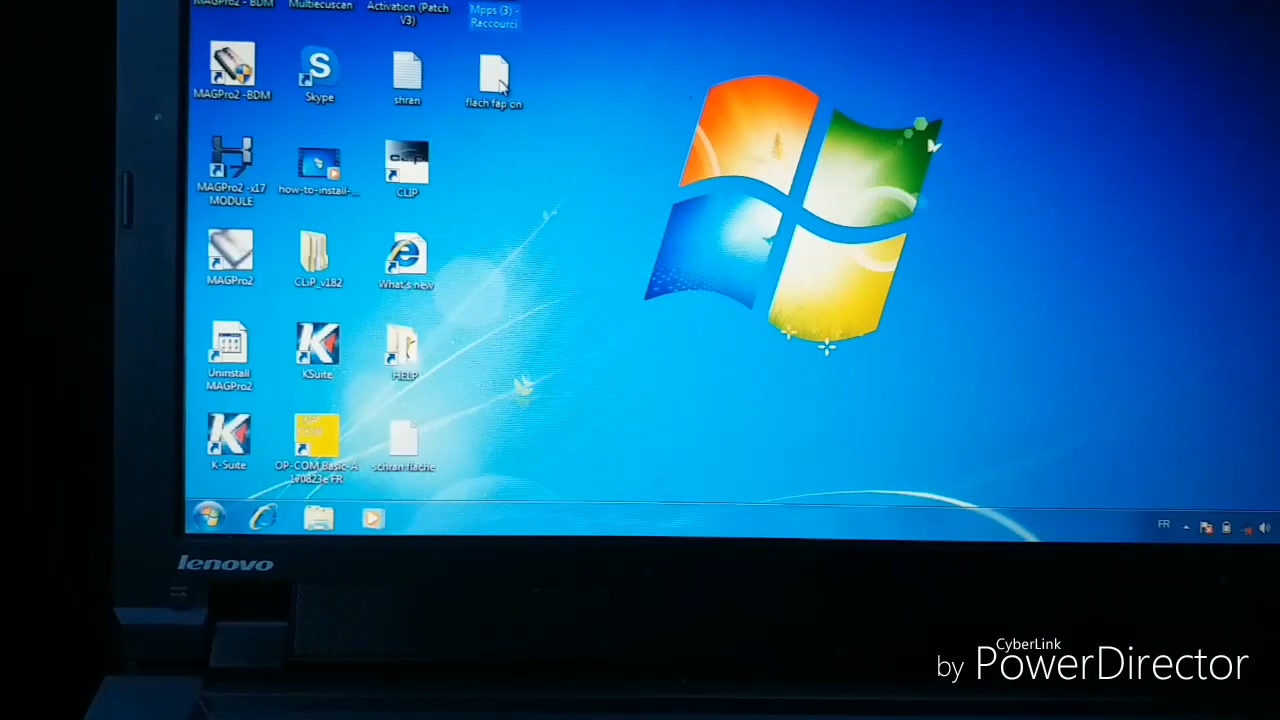 MAGPro2 - BDM
Multiecuscan
Activation (Patch
V3)
Mpps (3) -
Raccourci
MAGPro2 -BDM
Skype
shran
flach fap on
MAGPro2 -x17
MODULE
how-to-install-...
CLIP
MAGPro2
CLiP_v182
What's new
Uninstall
MAGPro2
KSuite
HELP
K-Suite
OP-COM Basic-A
170823e FR
schran flache
FR
lenovo
CyberLink
by PowerDirector